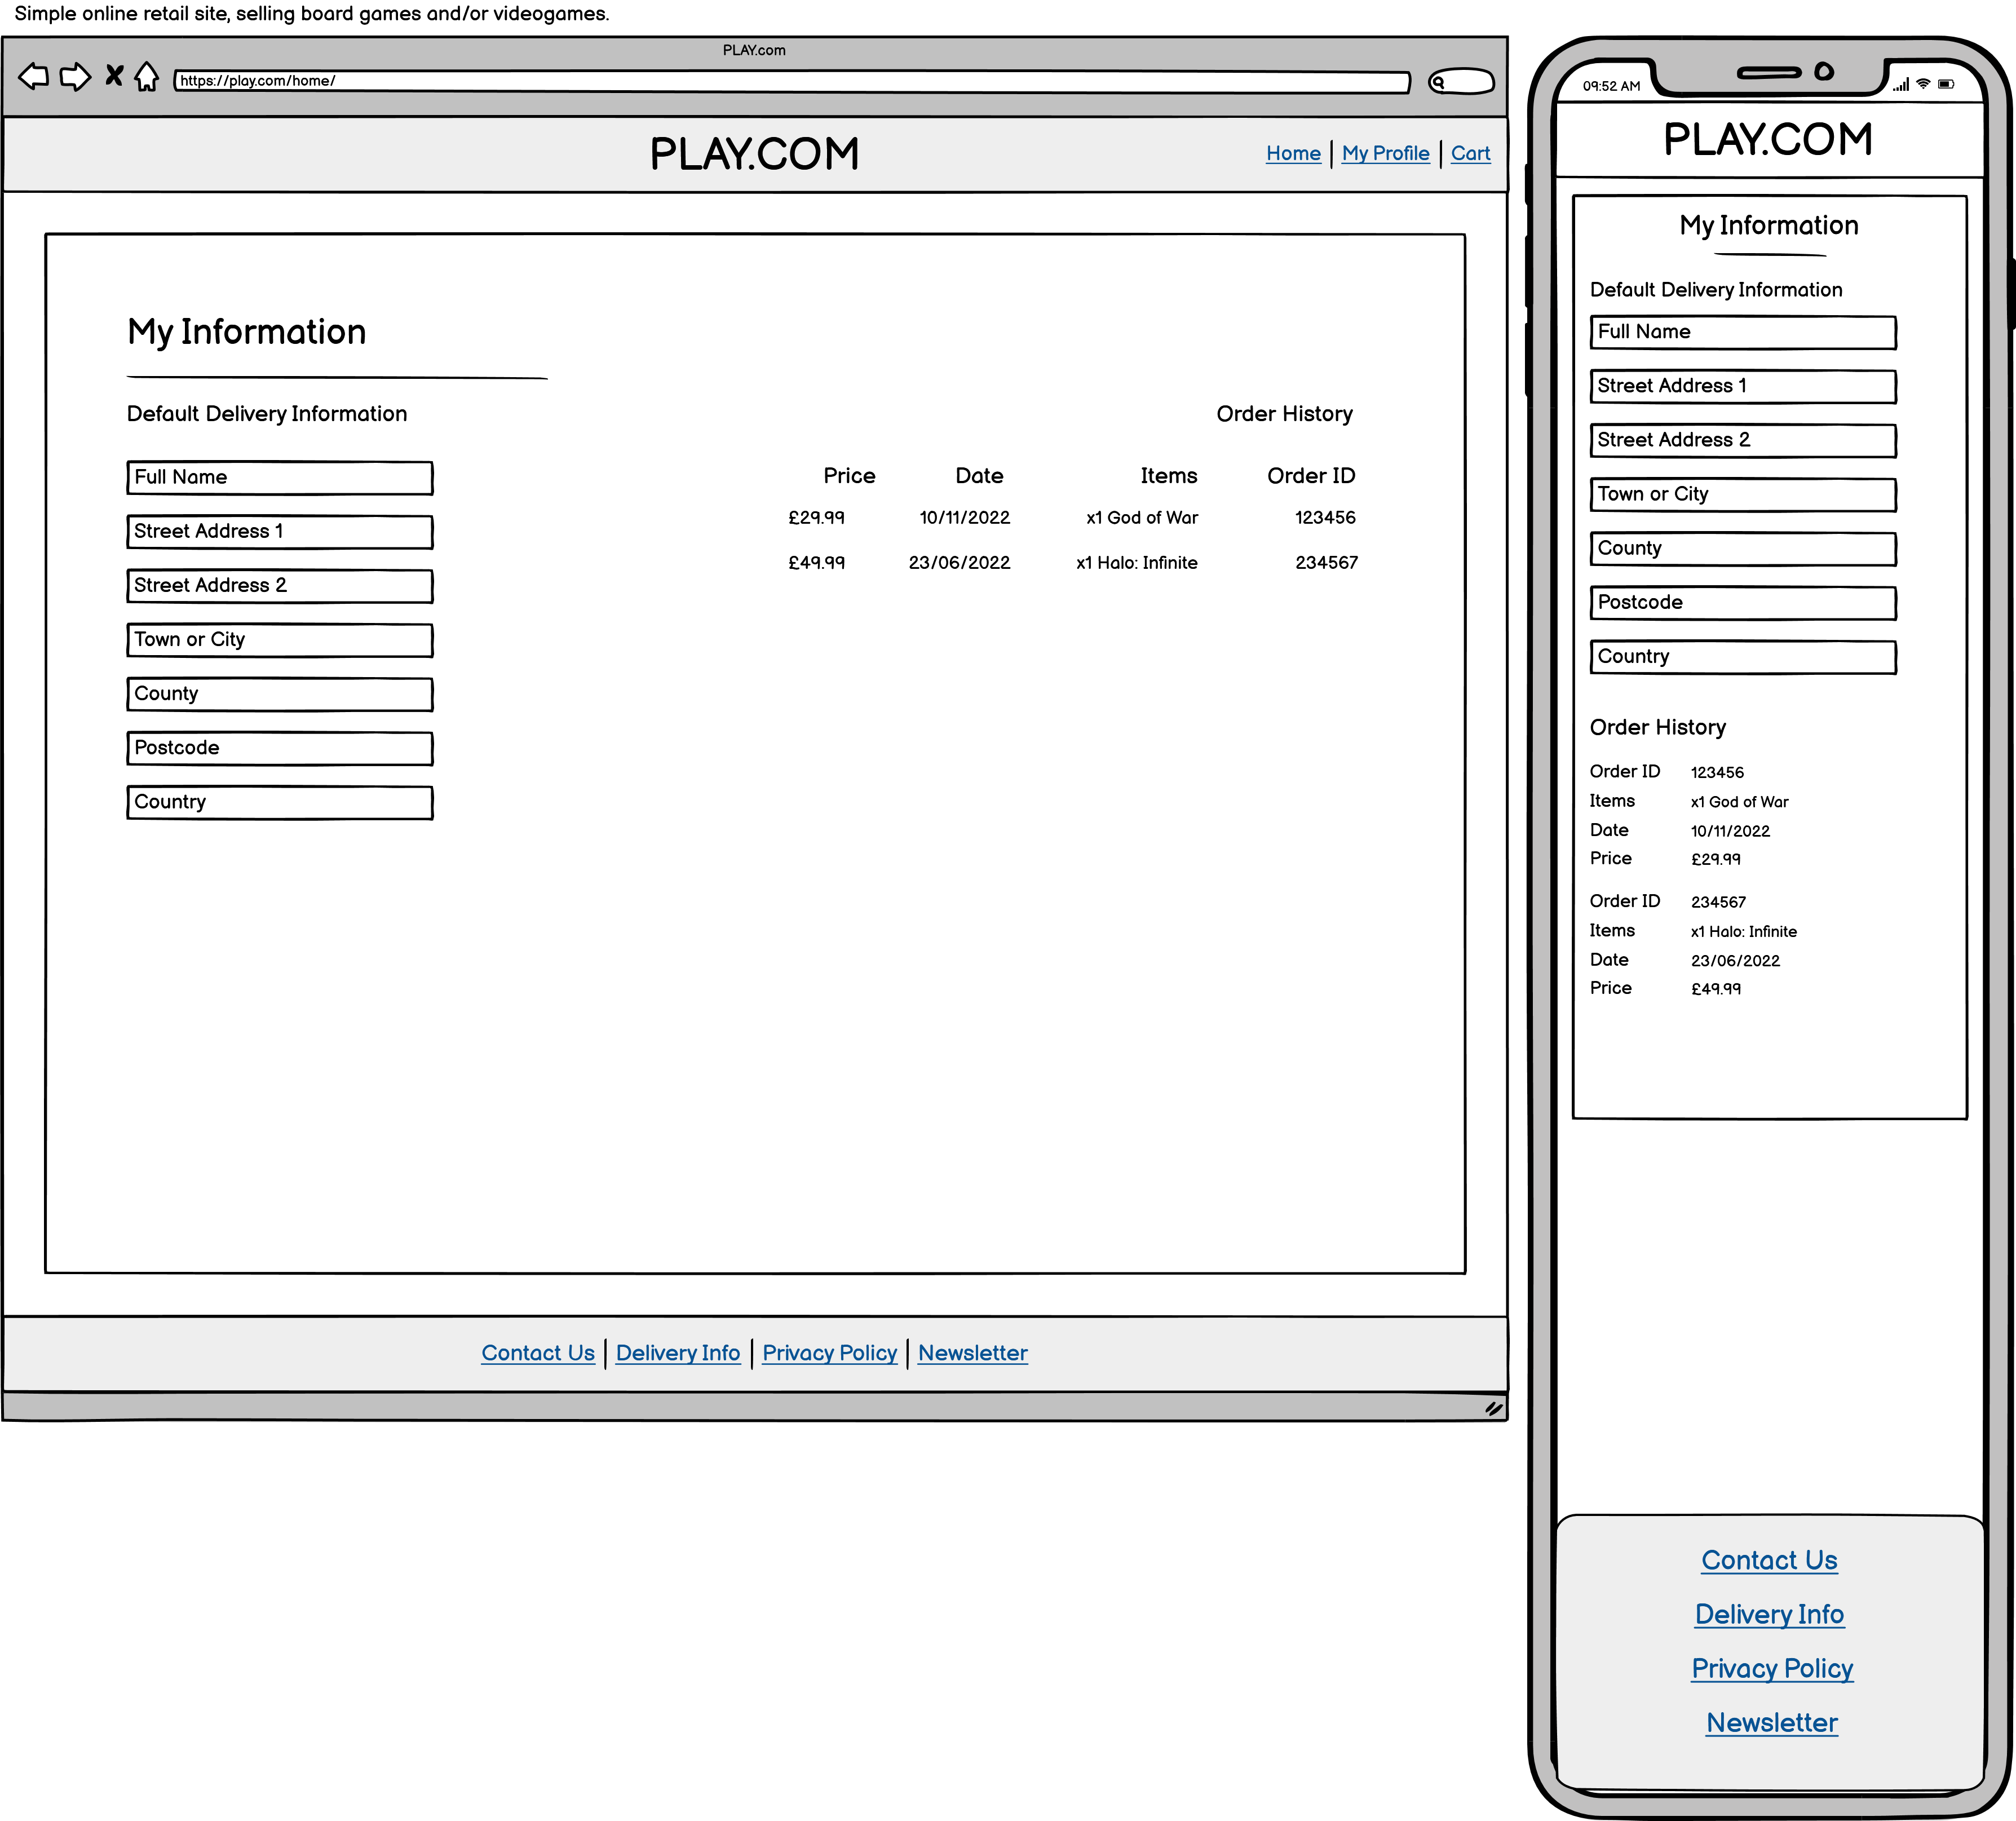 Simple online retail site, selling board games and/or videogames.
PLAY.com
https://play.com/home/
PLAY.COM
Home | My Profile | Cart
My Information
Default Delivery Information
Full Name
Street Address 1
Street Address 2
Town or City
County
Postcode
Country
Order History
Price Date Items Order ID
£29.99 10/11/2022 x1 God of War 123456
£49.99 23/06/2022 x1 Halo: Infinite 234567
Contact Us | Delivery Info | Privacy Policy | Newsletter
09:52 AM
PLAY.COM
My Information
Default Delivery Information
Full Name
Street Address 1
Street Address 2
Town or City
County
Postcode
Country
Order History
Order ID 123456
Items x1 God of War
Date 10/11/2022
Price £29.99
Order ID 234567
Items x1 Halo: Infinite
Date 23/06/2022
Price £49.99
Contact Us
Delivery Info
Privacy Policy
Newsletter